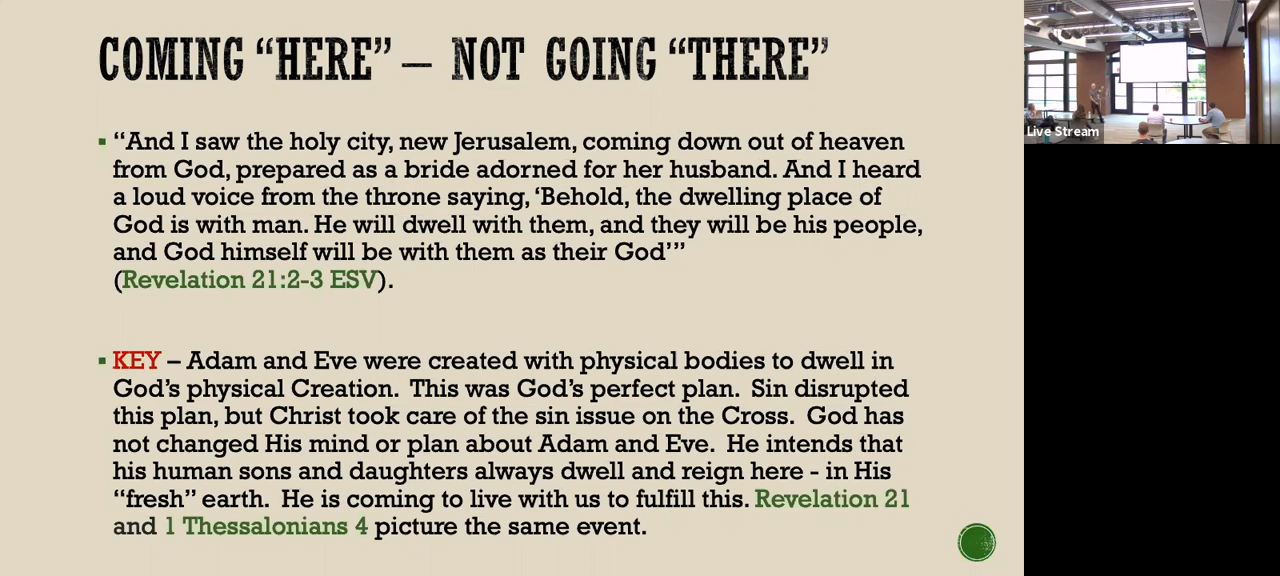 COMING “HERE” – NOT GOING “THERE”
“And I saw the holy city, new Jerusalem, coming down out of heaven
from God, prepared as a bride adorned for her husband. And I heard
a loud voice from the throne saying, ‘Behold, the dwelling place of
God is with man. He will dwell with them, and they will be his people,
and God himself will be with them as their God’”
(Revelation 21:2-3 ESV).
KEY – Adam and Eve were created with physical bodies to dwell in
God’s physical Creation. This was God’s perfect plan. Sin disrupted
this plan, but Christ took care of the sin issue on the Cross. God has
not changed His mind or plan about Adam and Eve. He intends that
his human sons and daughters always dwell and reign here - in His
“fresh” earth. He is coming to live with us to fulfill this. Revelation 21
and 1 Thessalonians 4 picture the same event.
Live Stream